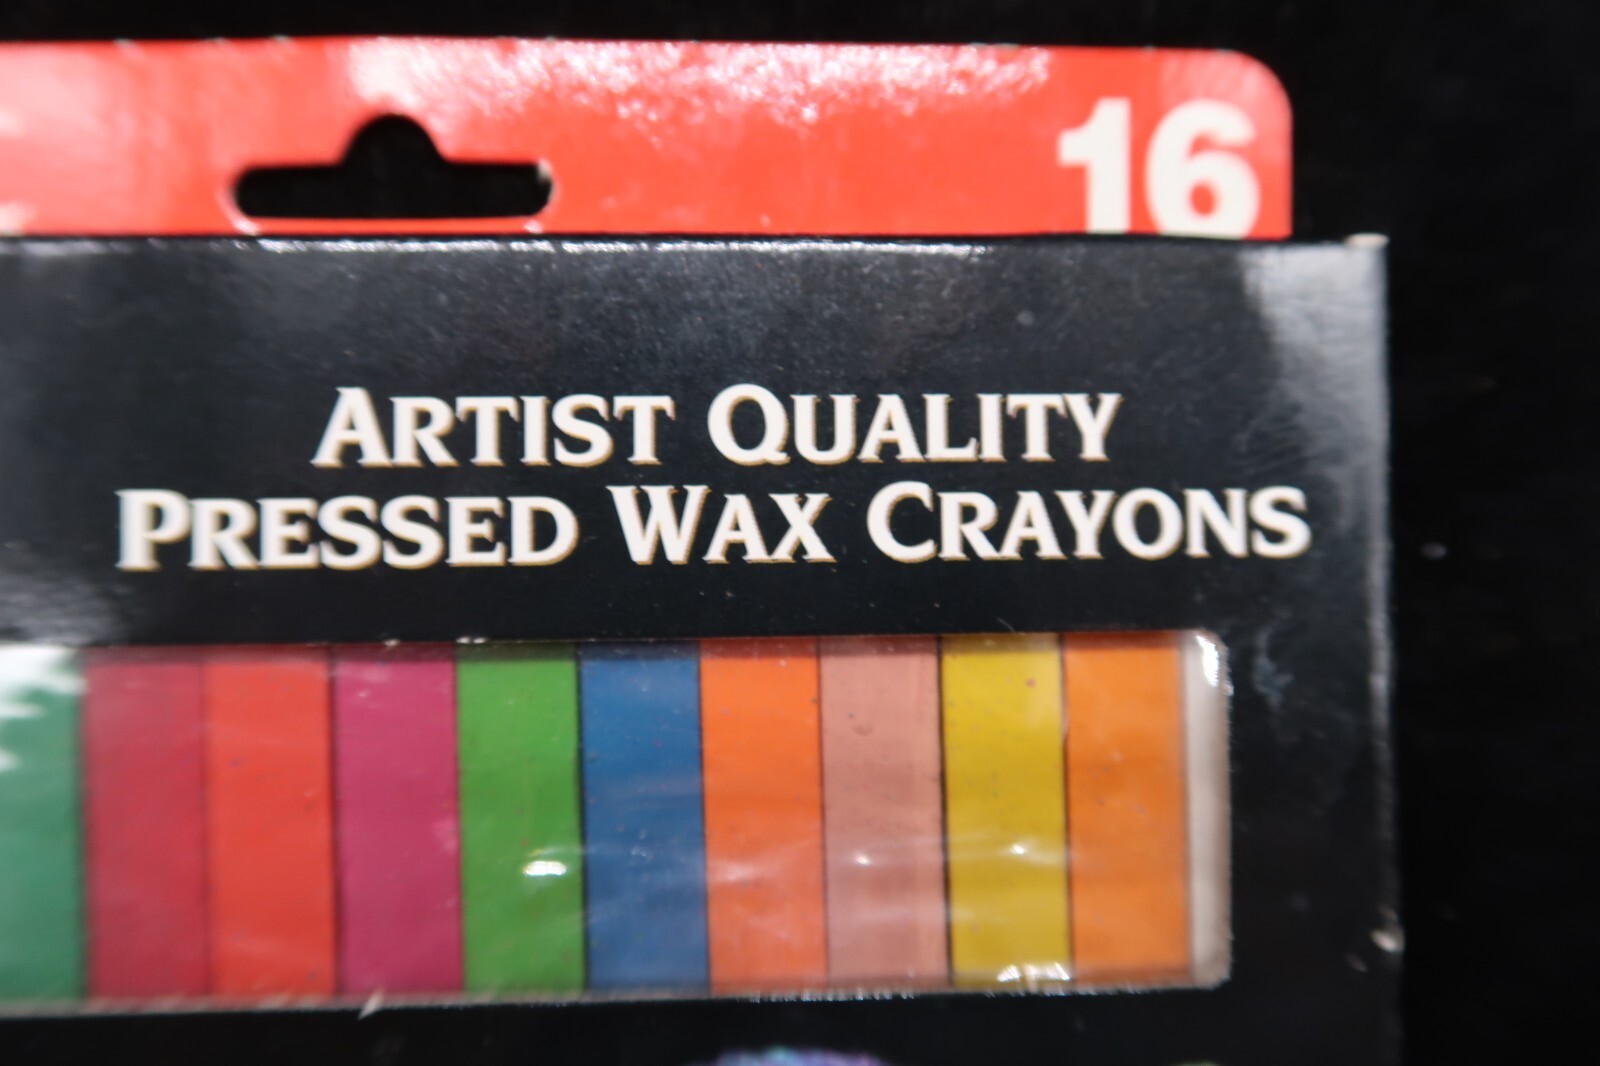 16
ARTIST QUALITY
PRESSED WAX CRAYONS